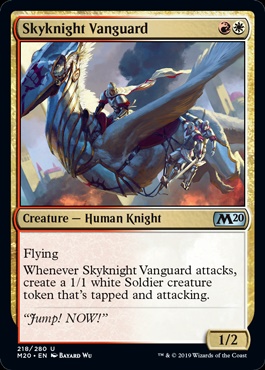 Skyknight Vanguard
Creature — Human Knight
M20
Flying
Whenever Skyknight Vanguard attacks,
create a 1/1 white Soldier creature
token that's tapped and attacking.
“Jump! NOW!”
1/2
218/280 U
M20 • EN Bayard Wu
™ & © 2019 Wizards of the Coast